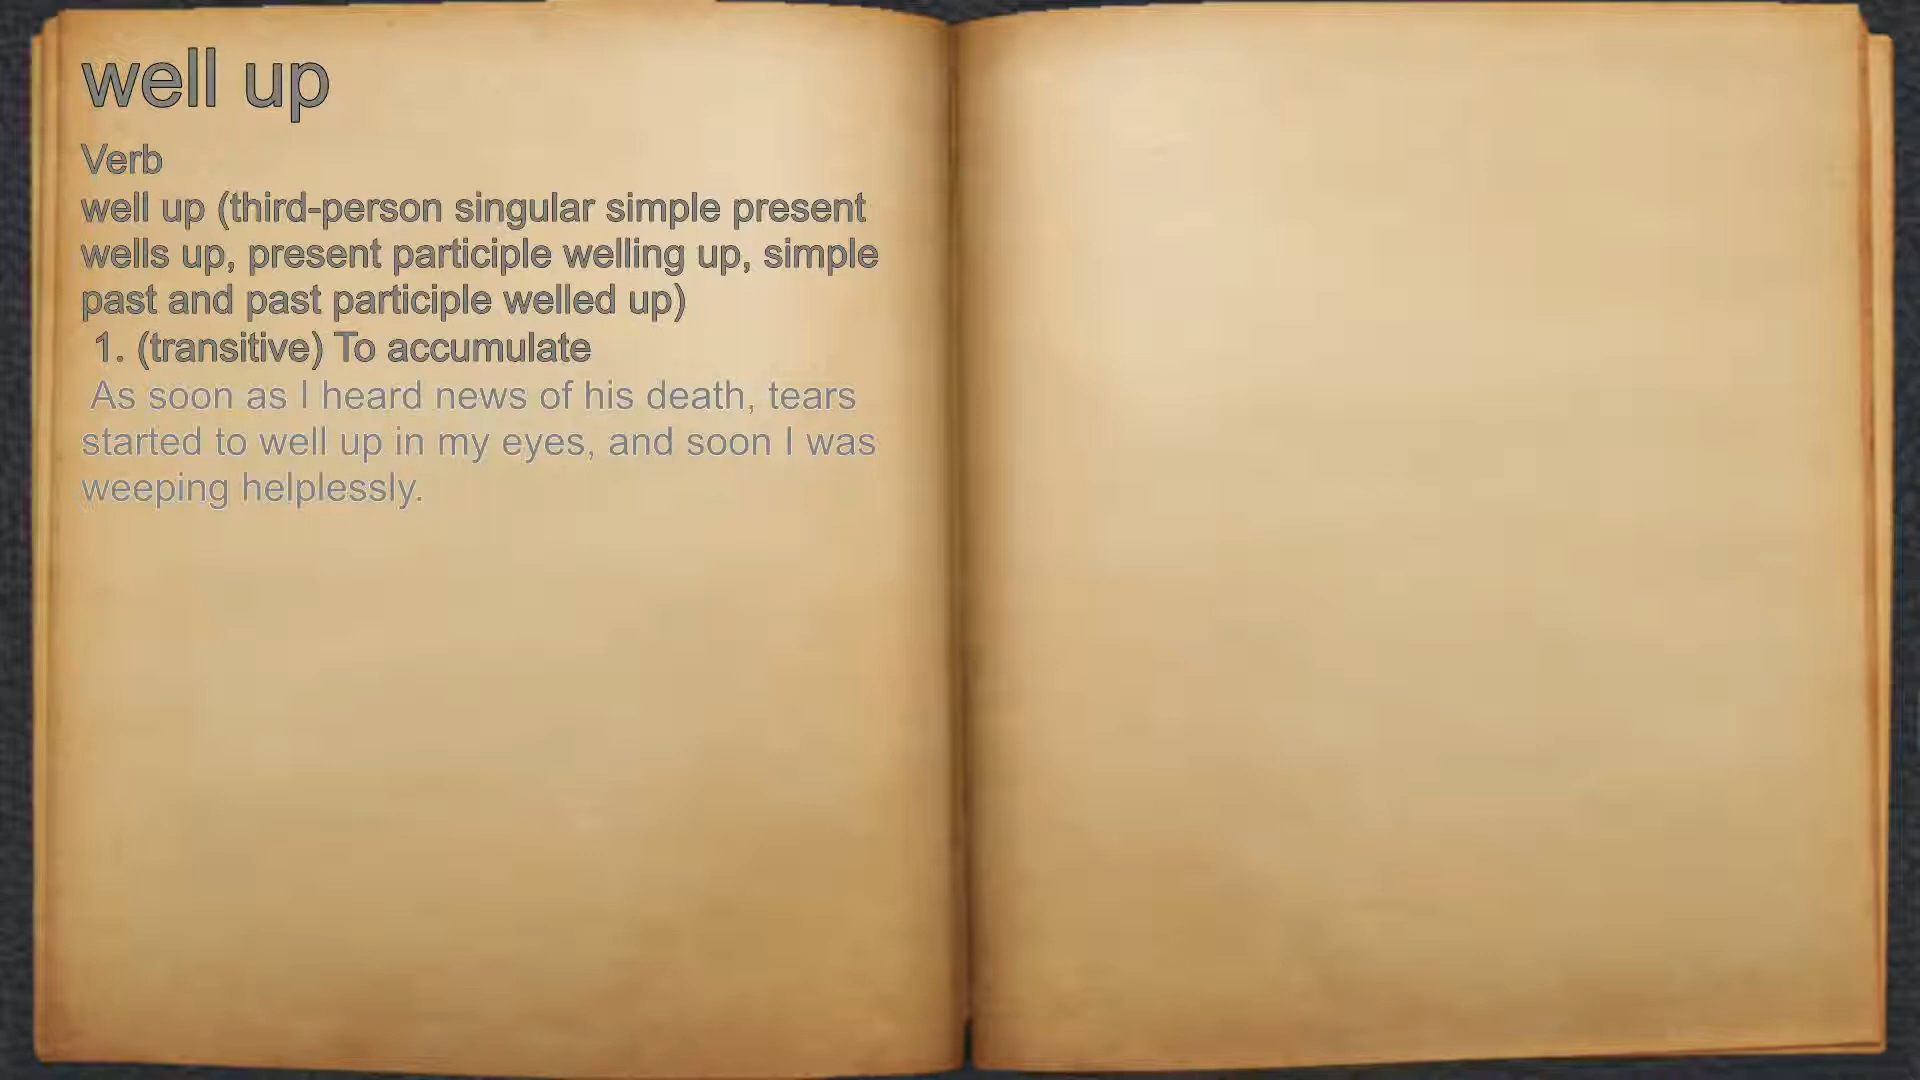 well up
Verb
well up (third-person singular simple present
wells up, present participle welling up, simple
past and past participle welled up)
1. (transitive) To accumulate
As soon as I heard news of his death, tears
started to well up in my eyes, and soon I was
weeping helplessly.